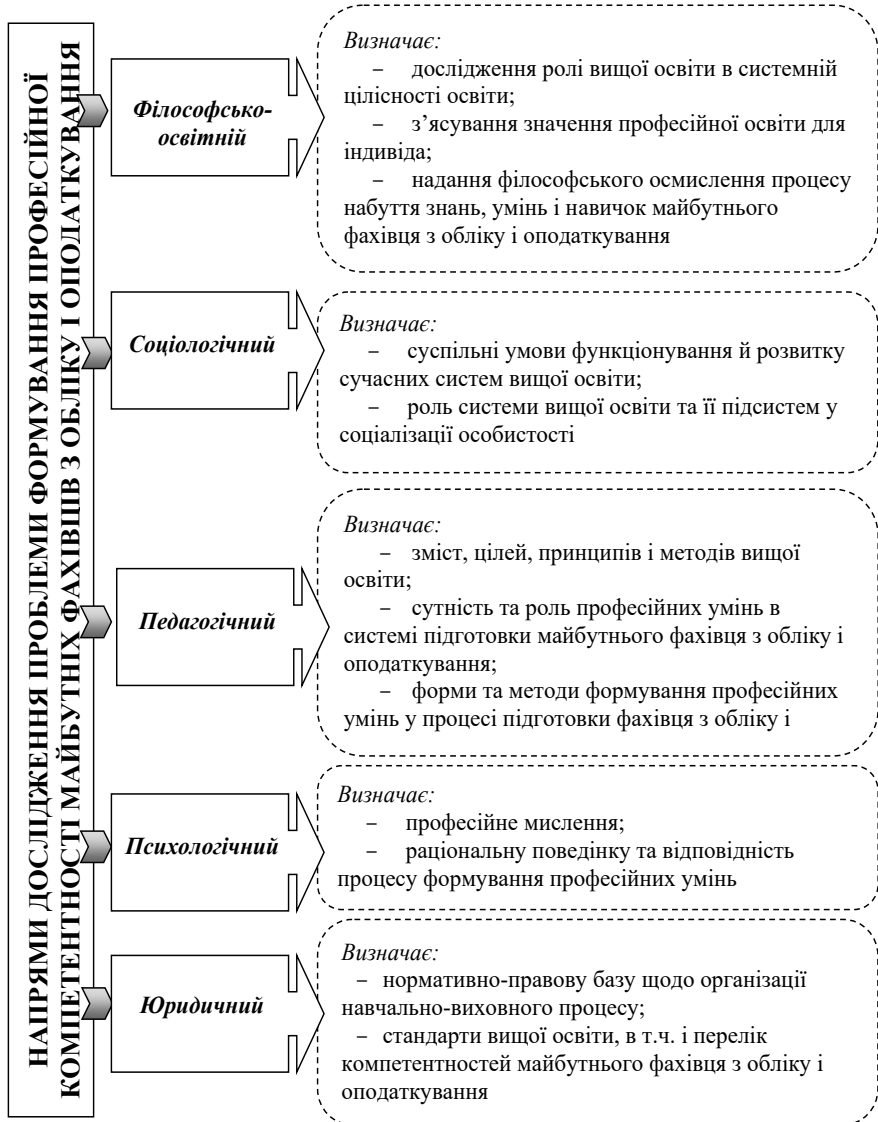 НАПРЯМИ ДОСЛІДЖЕННЯ ПРОБЛЕМИ ФОРМУВАННЯ ПРОФЕСІЙНОЇ
КОМПЕТЕНТНОСТІ МАЙБУТНІХ ФАХІВЦІВ З ОБЛІКУ І ОПОДАТКУВАННЯ
Філософсько-
освітній
Визначає:
– дослідження ролі вищої освіти в системній
цілісності освіти;
– з’ясування значення професійної освіти для
індивіда;
– надання філософського осмислення процесу
набуття знань, умінь і навичок майбутнього
фахівця з обліку і оподаткування
Соціологічний
Визначає:
– суспільні умови функціонування й розвитку
сучасних систем вищої освіти;
– роль системи вищої освіти та її підсистем у
соціалізації особистості
Педагогічний
Визначає:
– зміст, цілей, принципів і методів вищої
освіти;
– сутність та роль професійних умінь в
системі підготовки майбутнього фахівця з обліку і
оподаткування;
– форми та методи формування професійних
умінь у процесі підготовки фахівця з обліку і
Психологічний
Визначає:
– професійне мислення;
– раціональну поведінку та відповідність
процесу формування професійних умінь
Юридичний
Визначає:
– нормативно-правову базу щодо організації
навчально-виховного процесу;
– стандарти вищої освіти, в т.ч. і перелік
компетентностей майбутнього фахівця з обліку і
оподаткування